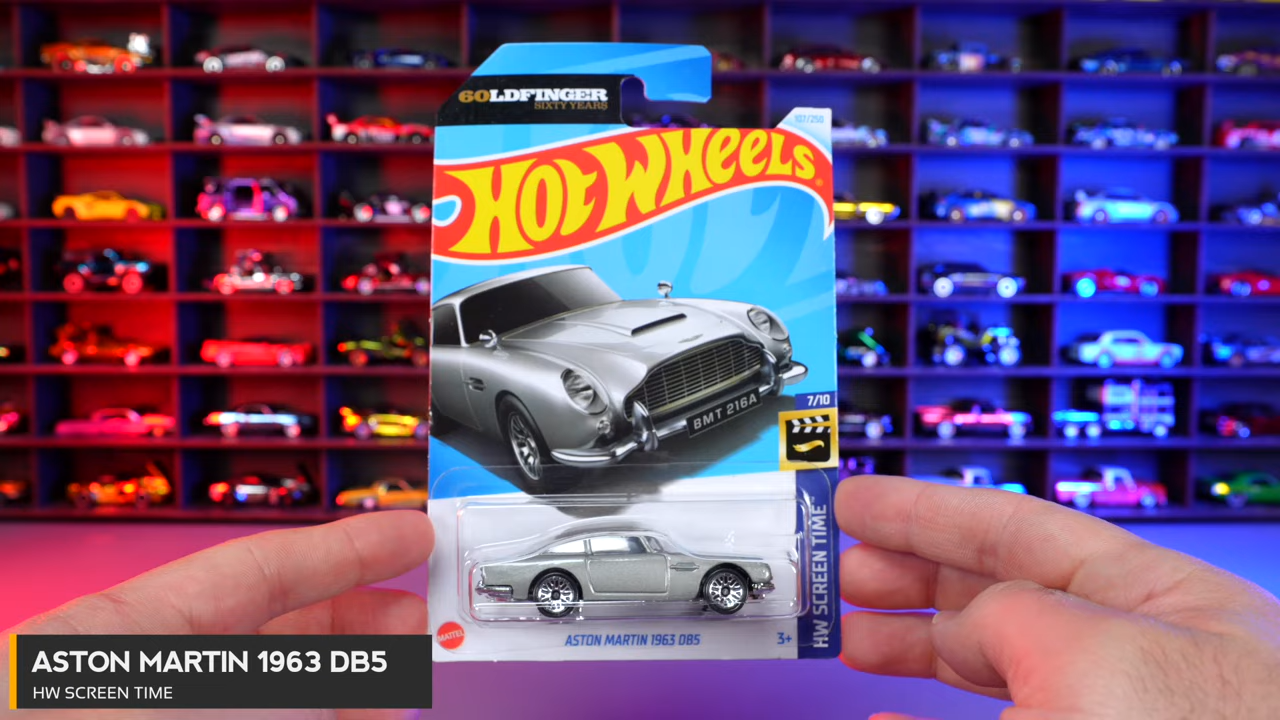 60LDFINGER
SIXTY YEARS
107/250
HOT WHEELS
BMT 216A
7/10
HW SCREEN TIME™
MATTEL
ASTON MARTIN 1963 DB5
3+
ASTON MARTIN 1963 DB5
HW SCREEN TIME